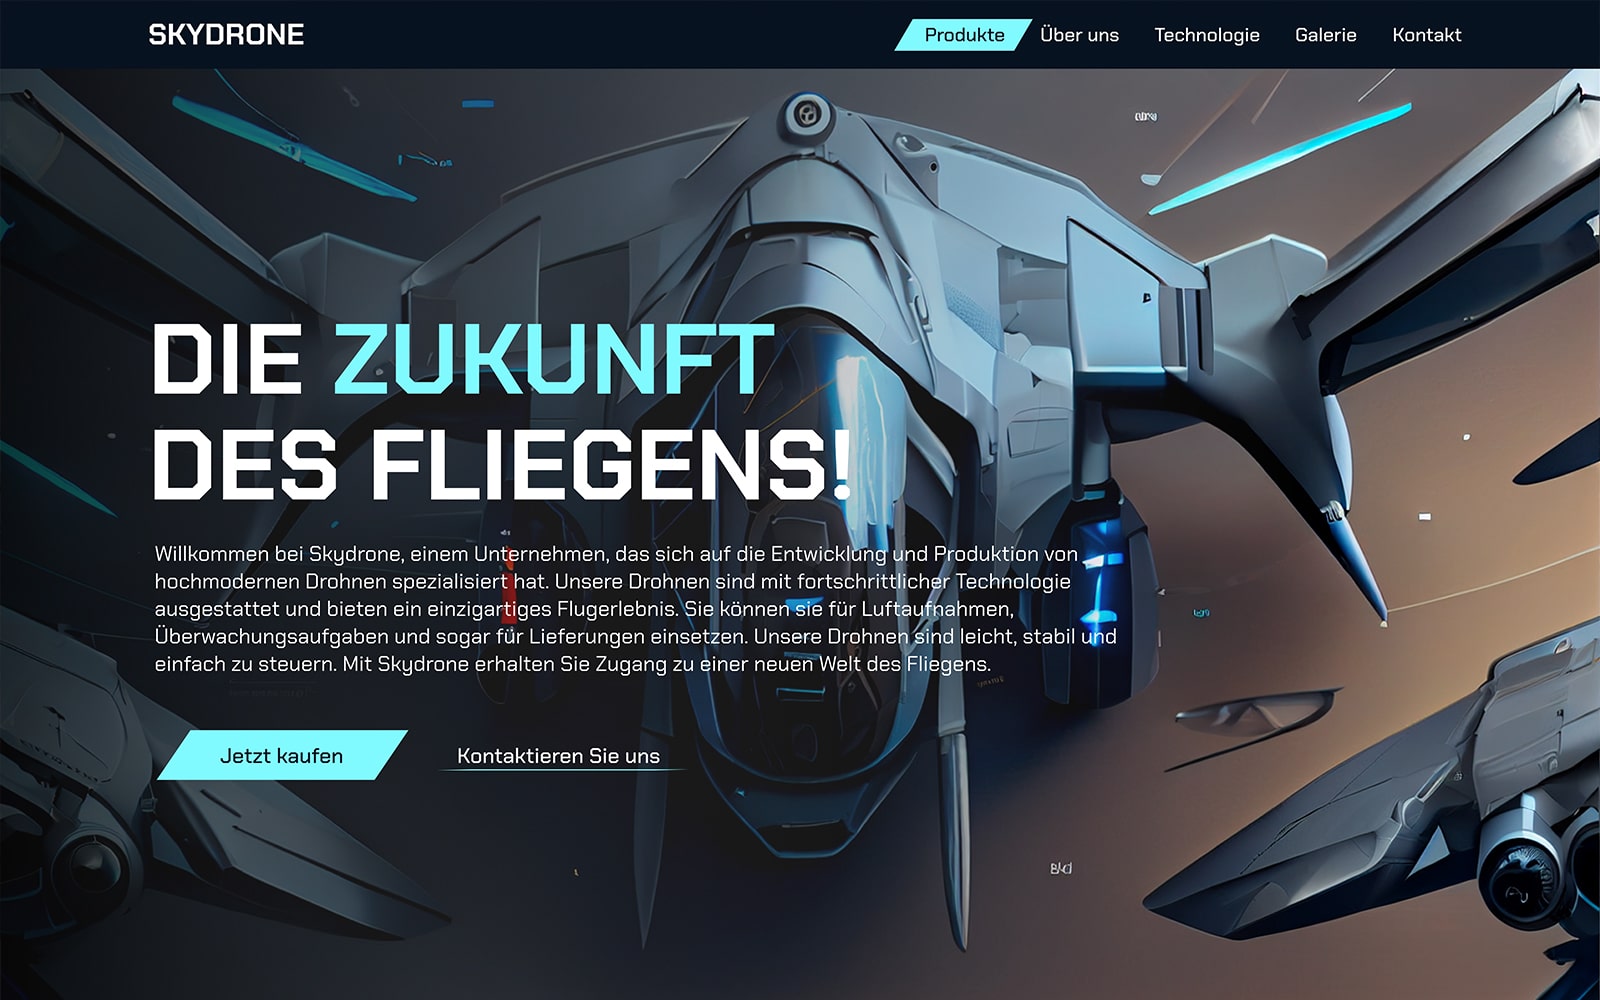 SKYDRONE
Produkte Über uns Technologie Galerie Kontakt
DIE ZUKUNFT
DES FLIEGENS!
Willkommen bei Skydrone, einem Unternehmen, das sich auf die Entwicklung und Produktion von
hochmodernen Drohnen spezialisiert hat. Unsere Drohnen sind mit fortschrittlicher Technologie
ausgestattet und bieten ein einzigartiges Flugerlebnis. Sie können sie für Luftaufnahmen,
Überwachungsaufgaben und sogar für Lieferungen einsetzen. Unsere Drohnen sind leicht, stabil und
einfach zu steuern. Mit Skydrone erhalten Sie Zugang zu einer neuen Welt des Fliegens.
Jetzt kaufen
Kontaktieren Sie uns